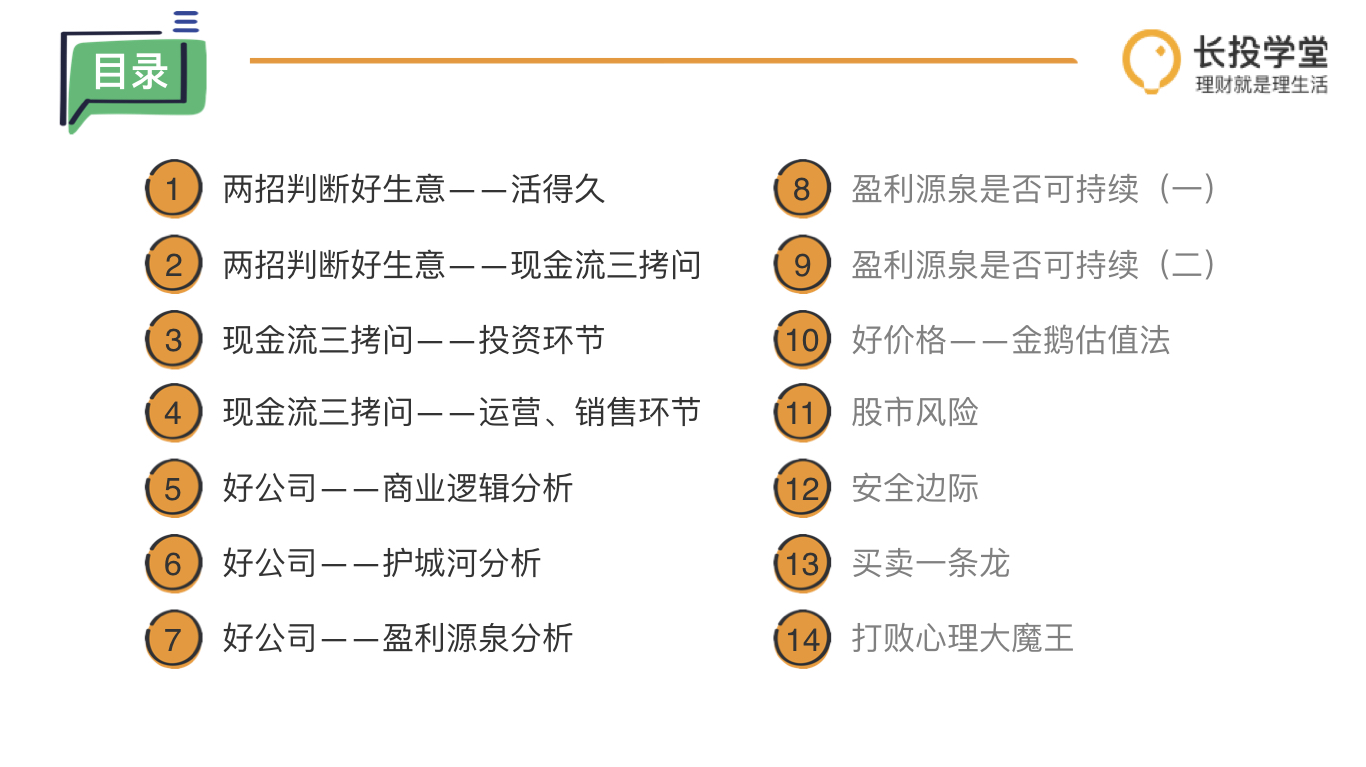 目录
长投学堂
理财就是理生活
1 两招判断好生意——活得久
2 两招判断好生意——现金流三拷问
3 现金流三拷问——投资环节
4 现金流三拷问——运营、销售环节
5 好公司——商业逻辑分析
6 好公司——护城河分析
7 好公司——盈利源泉分析
8 盈利源泉是否可持续（一）
9 盈利源泉是否可持续（二）
10 好价格——金鹅估值法
11 股市风险
12 安全边际
13 买卖一条龙
14 打败心理大魔王